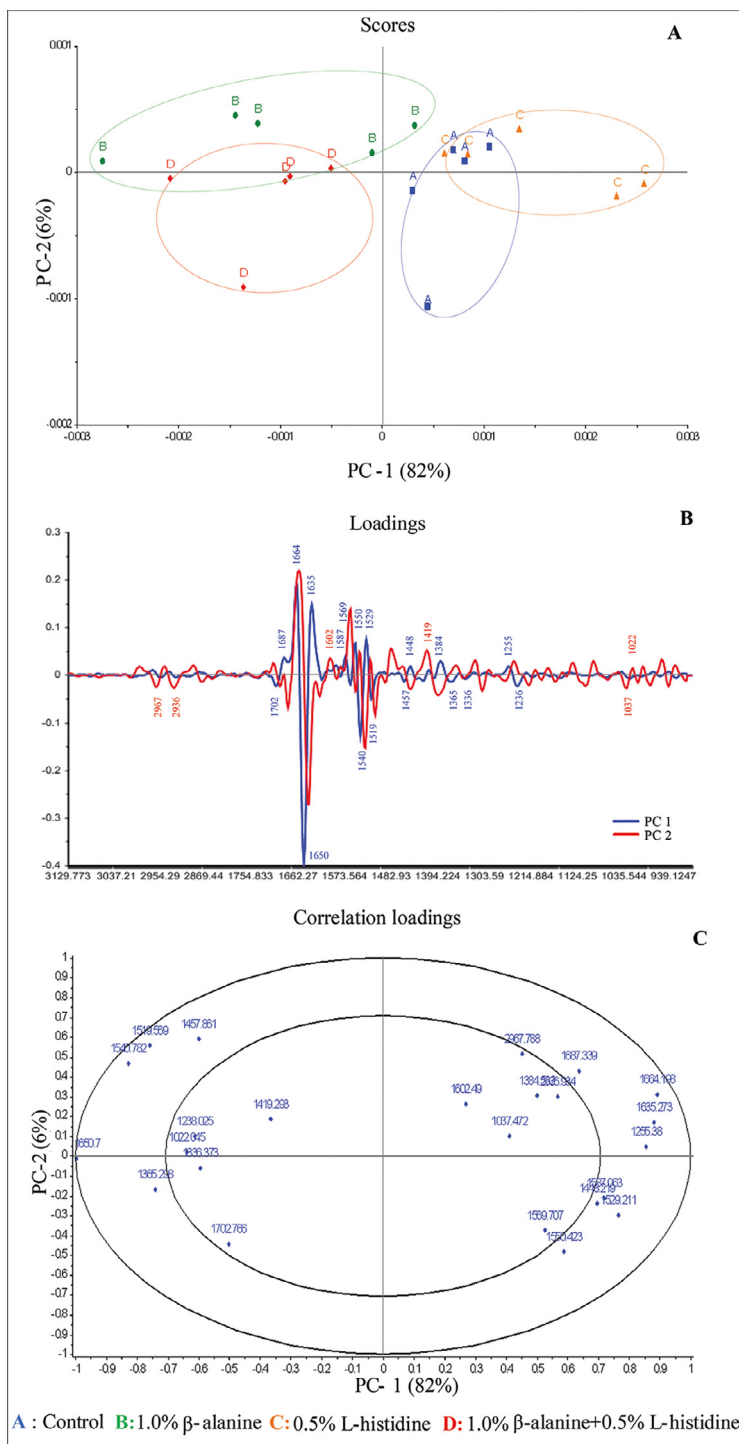 Scores
A
0.001
0
-0.001
-0.002
PC-2 (6%)
B
B
B
B
B
D
D
D
D
D
D
A
A
A
A
A
C
C
C
C
C
-0.003
-0.002
-0.001
0
0.001
0.002
0.003
PC -1 (82%)
Loadings
B
0.3
0.2
0.1
0
-0.1
-0.2
-0.3
-0.4
1664
1635
1687
1602
1587
1569
1550
1529
1448
1419
1384
1255
1022
2967
2936
1702
1650
1540
1519
1457
1365
1336
1236
1037
PC 1
PC 2
3129.773 3037.21 2954.29 2869.44 1754.833 1662.27 1573.564 1482.93 1394.224 1303.59 1214.884 1124.25 1035.544 939.1247
Correlation loadings
C
1
0.9
0.8
0.7
0.6
0.5
0.4
0.3
0.2
0.1
0
-0.1
-0.2
-0.3
-0.4
-0.5
-0.6
-0.7
-0.8
-0.9
-1
PC-2 (6%)
1457.861
1519.569
1540.782
2967.788
1687.339
1664.193
1635.273
1602.49
1419.293
1037.472
1255.38
1238.025
1022.045
1336.373
1650.7
1365.298
1702.766
1529.211
1569.707
1550.423
-1 -0.9 -0.8 -0.7 -0.6 -0.5 -0.4 -0.3 -0.2 -0.1 0 0.1 0.2 0.3 0.4 0.5 0.6 0.7 0.8 0.9 1
PC- 1 (82%)
A : Control B: 1.0% β-alanine C: 0.5% L-histidine D: 1.0% β-alanine+0.5% L-histidine